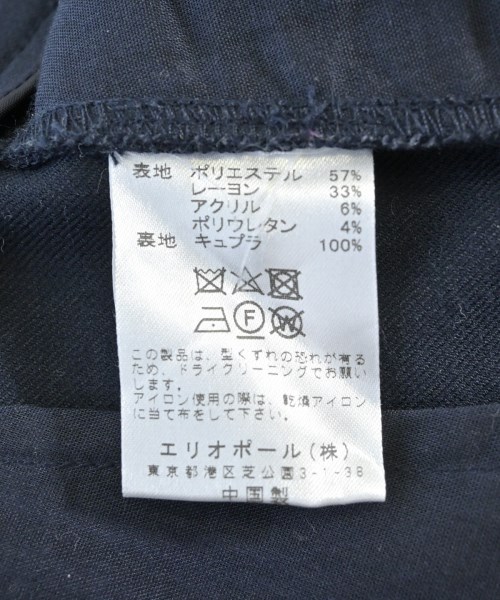 表地 ポリエステル 57%
レーヨン 33%
アクリル 6%
ポリウレタン 4%
裏地 キュプラ 100%
F W
この製品は、型くずれの恐れが有る
ため、ドライクリーニングでお願い
します。
アイロン使用の際は、乾燥アイロン
に当て布をして下さい。
エリオポール(株)
東京都港区芝公園3-1-38
中国製